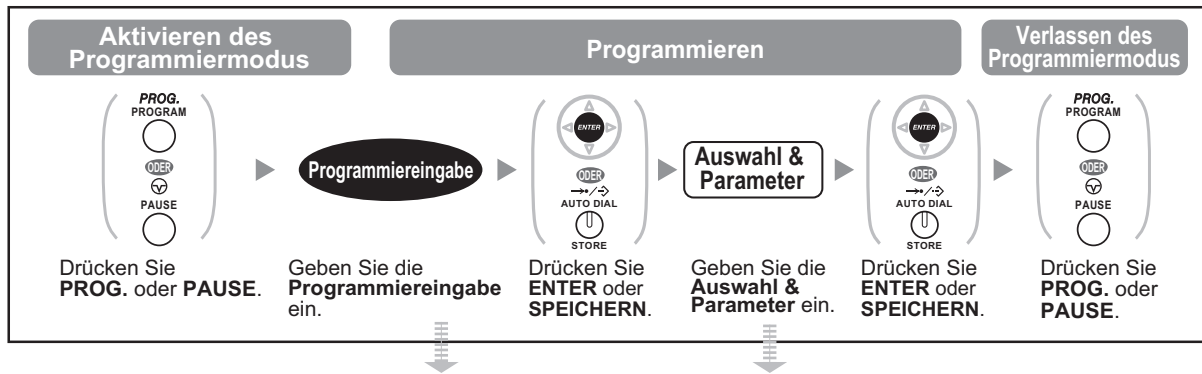 Aktivieren des
Programmiermodus
Programmieren
Verlassen des
Programmiermodus
PROG.
PROGRAM
ODER
PAUSE
Programmiereingabe
ENTER
ODER
AUTO DIAL
STORE
Auswahl &
Parameter
ENTER
ODER
AUTO DIAL
STORE
PROG.
PROGRAM
ODER
PAUSE
Drücken Sie
PROG. oder PAUSE.
Geben Sie die
Programmiereingabe
ein.
Drücken Sie
ENTER oder
SPEICHERN.
Geben Sie die
Auswahl &
Parameter ein.
Drücken Sie
ENTER oder
SPEICHERN.
Drücken Sie
PROG. oder
PAUSE.